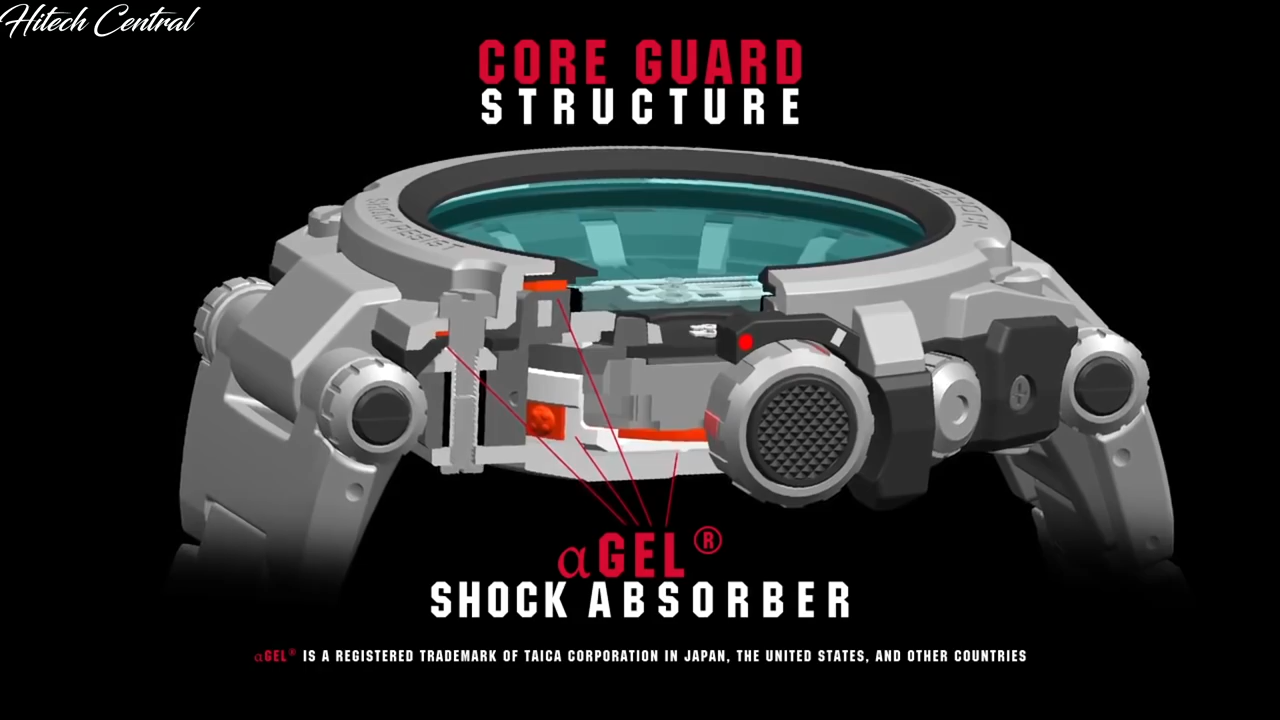 Hitech Central
CORE GUARD
STRUCTURE
SHOCK RESIST
G-SHOCK
αGEL®
SHOCK ABSORBER
αGEL® IS A REGISTERED TRADEMARK OF TAICA CORPORATION IN JAPAN, THE UNITED STATES, AND OTHER COUNTRIES